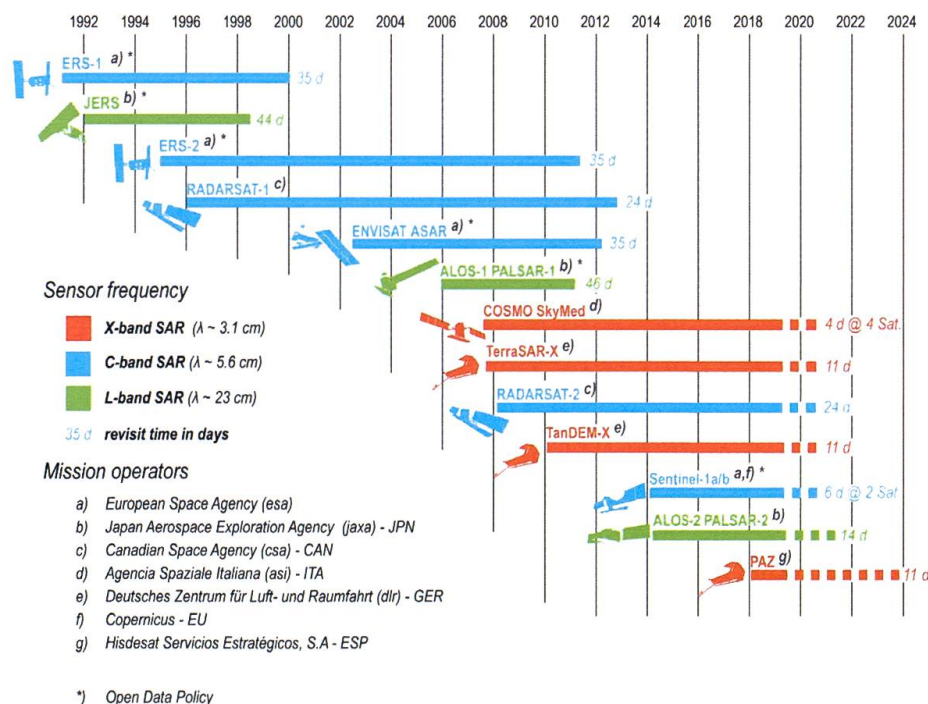 1992 1994 1996 1998 2000 2002 2004 2006 2008 2010 2012 2014 2016 2018 2020 2022 2024
ERS-1 a) *
35 d
JERS b) *
44 d
ERS-2 a) *
35 d
RADARSAT-1 c)
24 d
ENVISAT ASAR a) *
35 d
ALOS-1 PALSAR-1 b) *
46 d
COSMO SkyMed d)
4 d @ 4 Sat.
TerraSAR-X e)
11 d
RADARSAT-2 c)
24 d
TanDEM-X e)
11 d
Sentinel-1a/b a,f) *
6 d @ 2 Sat.
ALOS-2 PALSAR-2 b)
14 d
PAZ g)
11 d
Sensor frequency
X-band SAR (λ ~ 3.1 cm)
C-band SAR (λ ~ 5.6 cm)
L-band SAR (λ ~ 23 cm)
35 d revisit time in days
Mission operators
a) European Space Agency (esa)
b) Japan Aerospace Exploration Agency (jaxa) - JPN
c) Canadian Space Agency (csa) - CAN
d) Agencia Spaziale Italiana (asi) - ITA
e) Deutsches Zentrum für Luft- und Raumfahrt (dlr) - GER
f) Copernicus - EU
g) Hisdesat Servicios Estratégicos, S.A - ESP
*) Open Data Policy